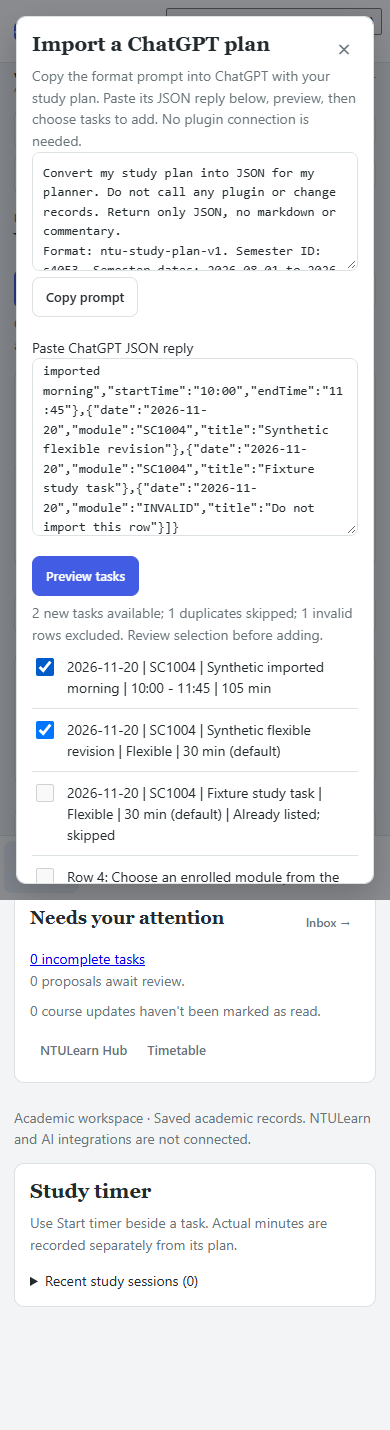 Import a ChatGPT plan
×
Copy the format prompt into ChatGPT with your
study plan. Paste its JSON reply below, preview, then
choose tasks to add. No plugin connection is
needed.
Convert my study plan into JSON for my
planner. Do not call any plugin or change
records. Return only JSON, no markdown or
commentary.
Format: ntu-study-plan-v1. Semester ID:
Copy prompt
Paste ChatGPT JSON reply
imported
morning","startTime":"10:00","endTime":"11
:45"},{"date":"2026-11-
20","module":"SC1004","title":"Synthetic
flexible revision"},{"date":"2026-11-
20","module":"SC1004","title":"Fixture
study task"},{"date":"2026-11-
20","module":"INVALID","title":"Do not
import this row"}]}
Preview tasks
2 new tasks available; 1 duplicates skipped; 1 invalid
rows excluded. Review selection before adding.
2026-11-20 | SC1004 | Synthetic imported
morning | 10:00 - 11:45 | 105 min
2026-11-20 | SC1004 | Synthetic flexible
revision | Flexible | 30 min (default)
2026-11-20 | SC1004 | Fixture study task |
Flexible | 30 min (default) | Already listed;
skipped
Row 4: Choose an enrolled module from the
Needs your attention
Inbox →
0 incomplete tasks
0 proposals await review.
0 course updates haven't been marked as read.
NTULearn Hub Timetable
Academic workspace · Saved academic records. NTULearn
and AI integrations are not connected.
Study timer
Use Start timer beside a task. Actual minutes are
recorded separately from its plan.
▶ Recent study sessions (0)